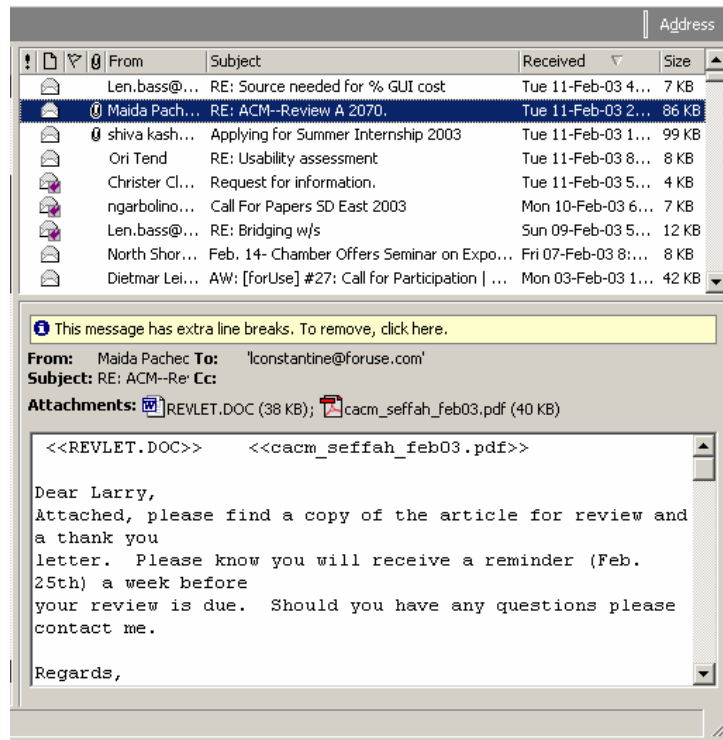 Address
! From Subject Received Size
Len.bass@... RE: Source needed for % GUI cost Tue 11-Feb-03 4... 7 KB
Maida Pach... RE: ACM--Review A 2070. Tue 11-Feb-03 2... 86 KB
shiva kash... Applying for Summer Internship 2003 Tue 11-Feb-03 1... 99 KB
Ori Tend RE: Usability assessment Tue 11-Feb-03 8... 8 KB
Christer Cl... Request for information. Tue 11-Feb-03 5... 4 KB
ngarbolino... Call For Papers SD East 2003 Mon 10-Feb-03 6... 7 KB
Len.bass@... RE: Bridging w/s Sun 09-Feb-03 5... 12 KB
North Shor... Feb. 14- Chamber Offers Seminar on Expo... Fri 07-Feb-03 8:... 8 KB
Dietmar Lei... AW: [forUse] #27: Call for Participation | ... Mon 03-Feb-03 1... 42 KB
This message has extra line breaks. To remove, click here.
From: Maida Pachec To: 'lconstantine@foruse.com'
Subject: RE: ACM--Re Cc:
Attachments: REVLET.DOC (38 KB); cacm_seffah_feb03.pdf (40 KB)
<<REVLET.DOC>> <<cacm_seffah_feb03.pdf>>
Dear Larry,
Attached, please find a copy of the article for review and
a thank you
letter. Please know you will receive a reminder (Feb.
25th) a week before
your review is due. Should you have any questions please
contact me.
Regards,